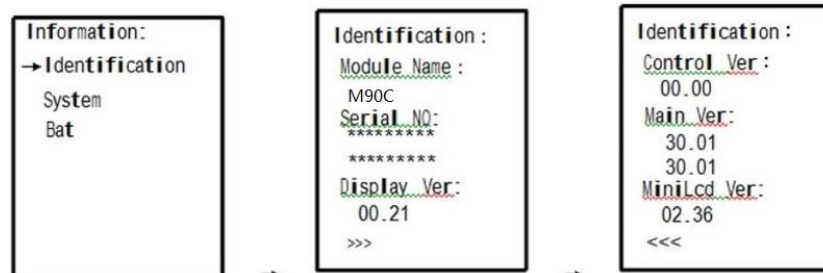 Information:
→Identification
System
Bat
Identification :
Module Name :
M90C
Serial NO:
*********
*********
Display Ver:
00.21
>>>
Identification :
Control Ver :
00.00
Main Ver:
30.01
30.01
MiniLcd Ver:
02.36
<<<